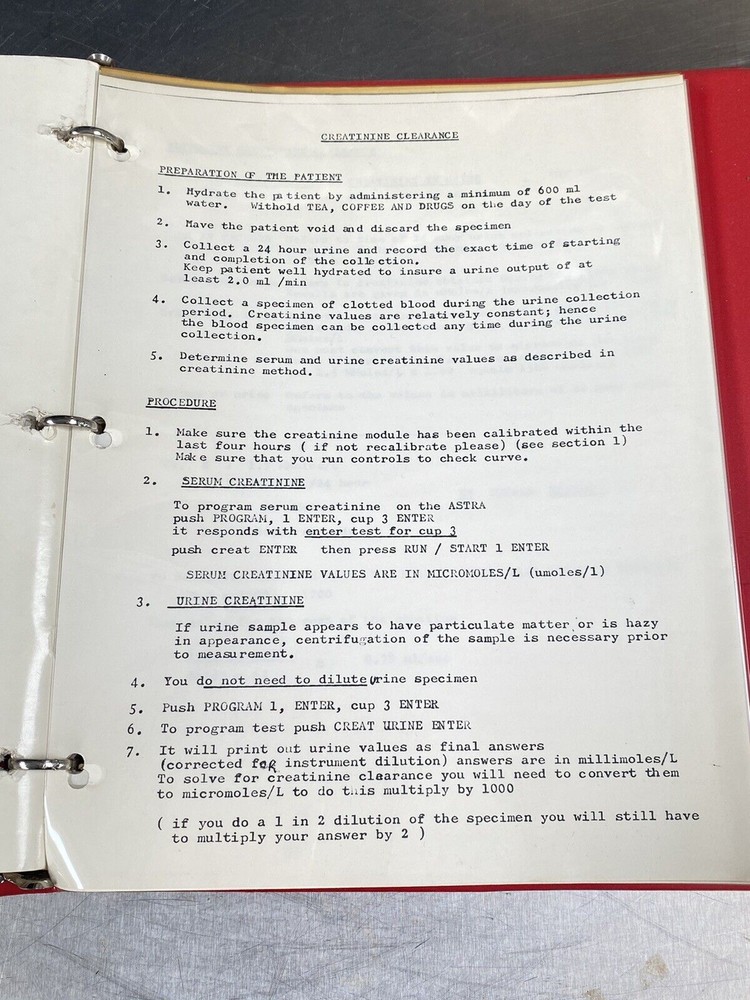 CREATININE CLEARANCE
PREPARATION OF THE PATIENT
1. Hydrate the patient by administering a minimum of 600 ml
water. Withold TEA, COFFEE AND DRUGS on the day of the test
2. Have the patient void and discard the specimen
3. Collect a 24 hour urine and record the exact time of starting
and completion of the collection.
Keep patient well hydrated to insure a urine output of at
least 2.0 ml /min
4. Collect a specimen of clotted blood during the urine collection
period. Creatinine values are relatively constant; hence
the blood specimen can be collected any time during the urine
collection.
5. Determine serum and urine creatinine values as described in
creatinine method.
PROCEDURE
1. Make sure the creatinine module has been calibrated within the
last four hours ( if not recalibrate please) (see section 1)
Make sure that you run controls to check curve.
2. SERUM CREATININE
To program serum creatinine on the ASTRA
push PROGRAM, 1 ENTER, cup 3 ENTER
it responds with enter test for cup 3
push creat ENTER then press RUN / START 1 ENTER
SERUM CREATININE VALUES ARE IN MICROMOLES/L (umoles/l)
3. URINE CREATININE
If urine sample appears to have particulate matter or is hazy
in appearance, centrifugation of the sample is necessary prior
to measurement.
4. You do not need to dilute urine specimen
5. Push PROGRAM 1, ENTER, cup 3 ENTER
6. To program test push CREAT URINE ENTER
7. It will print out urine values as final answers
(corrected foR instrument dilution) answers are in millimoles/L
To solve for creatinine clearance you will need to convert them
to micromoles/L to do this multiply by 1000
( if you do a 1 in 2 dilution of the specimen you will still have
to multiply your answer by 2 )